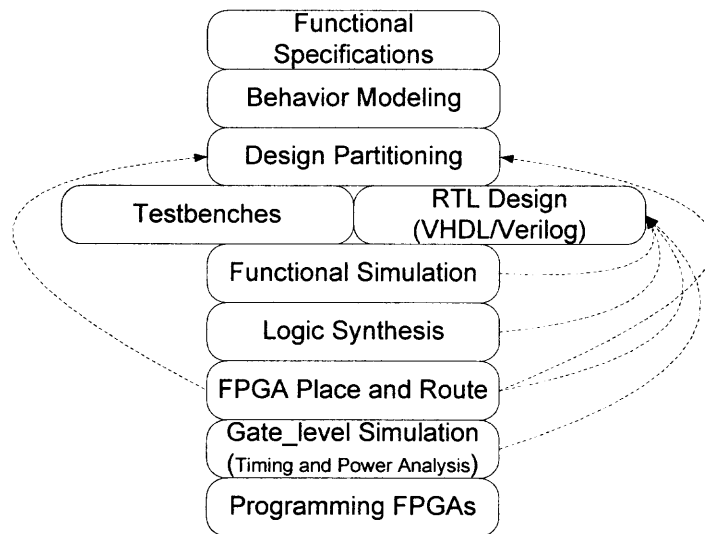 Functional
Specifications
Behavior Modeling
Design Partitioning
Testbenches
RTL Design
(VHDL/Verilog)
Functional Simulation
Logic Synthesis
FPGA Place and Route
Gate_level Simulation
(Timing and Power Analysis)
Programming FPGAs